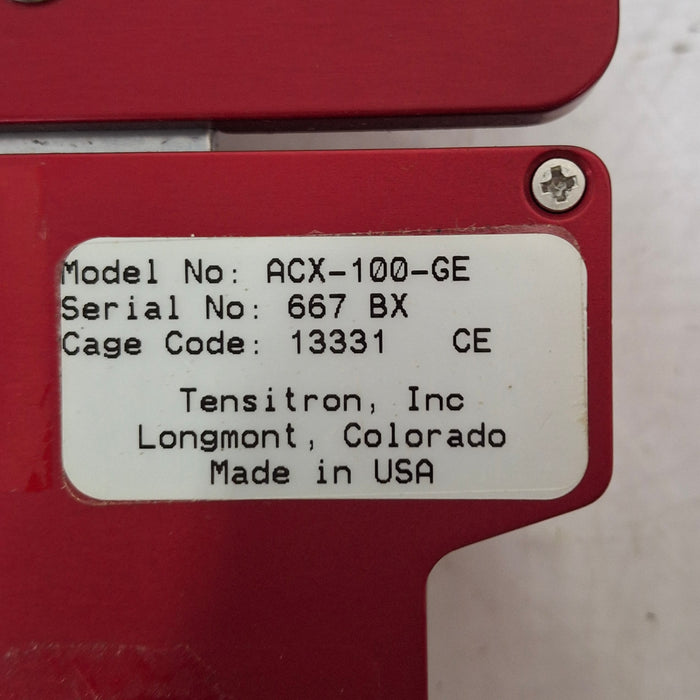 Model No: ACX-100-GE
Serial No: 667 BX
Cage Code: 13331 CE
Tensitron, Inc
Longmont, Colorado
Made in USA